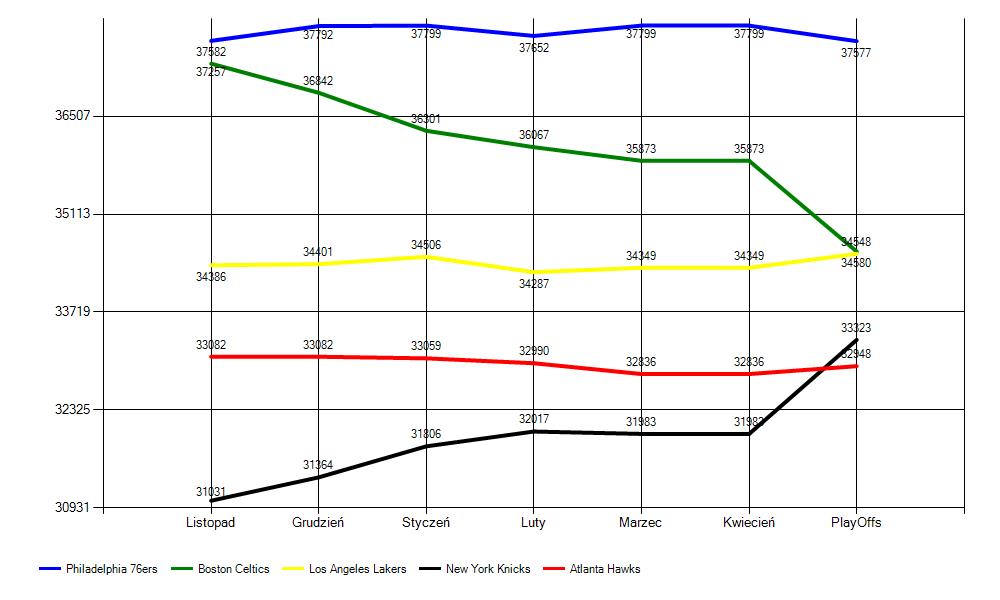 37582 37792 37799 37652 37799 37799 37577
37257 36842 36301 36067 35873 35873 34580
34386 34401 34506 34287 34349 34349 34548
33082 33082 33059 32990 32836 32836 32948
31031 31364 31806 32017 31983 31983 33323
36507
35113
33719
32325
30931
Listopad Grudzień Styczeń Luty Marzec Kwiecień PlayOffs
Philadelphia 76ers Boston Celtics Los Angeles Lakers New York Knicks Atlanta Hawks